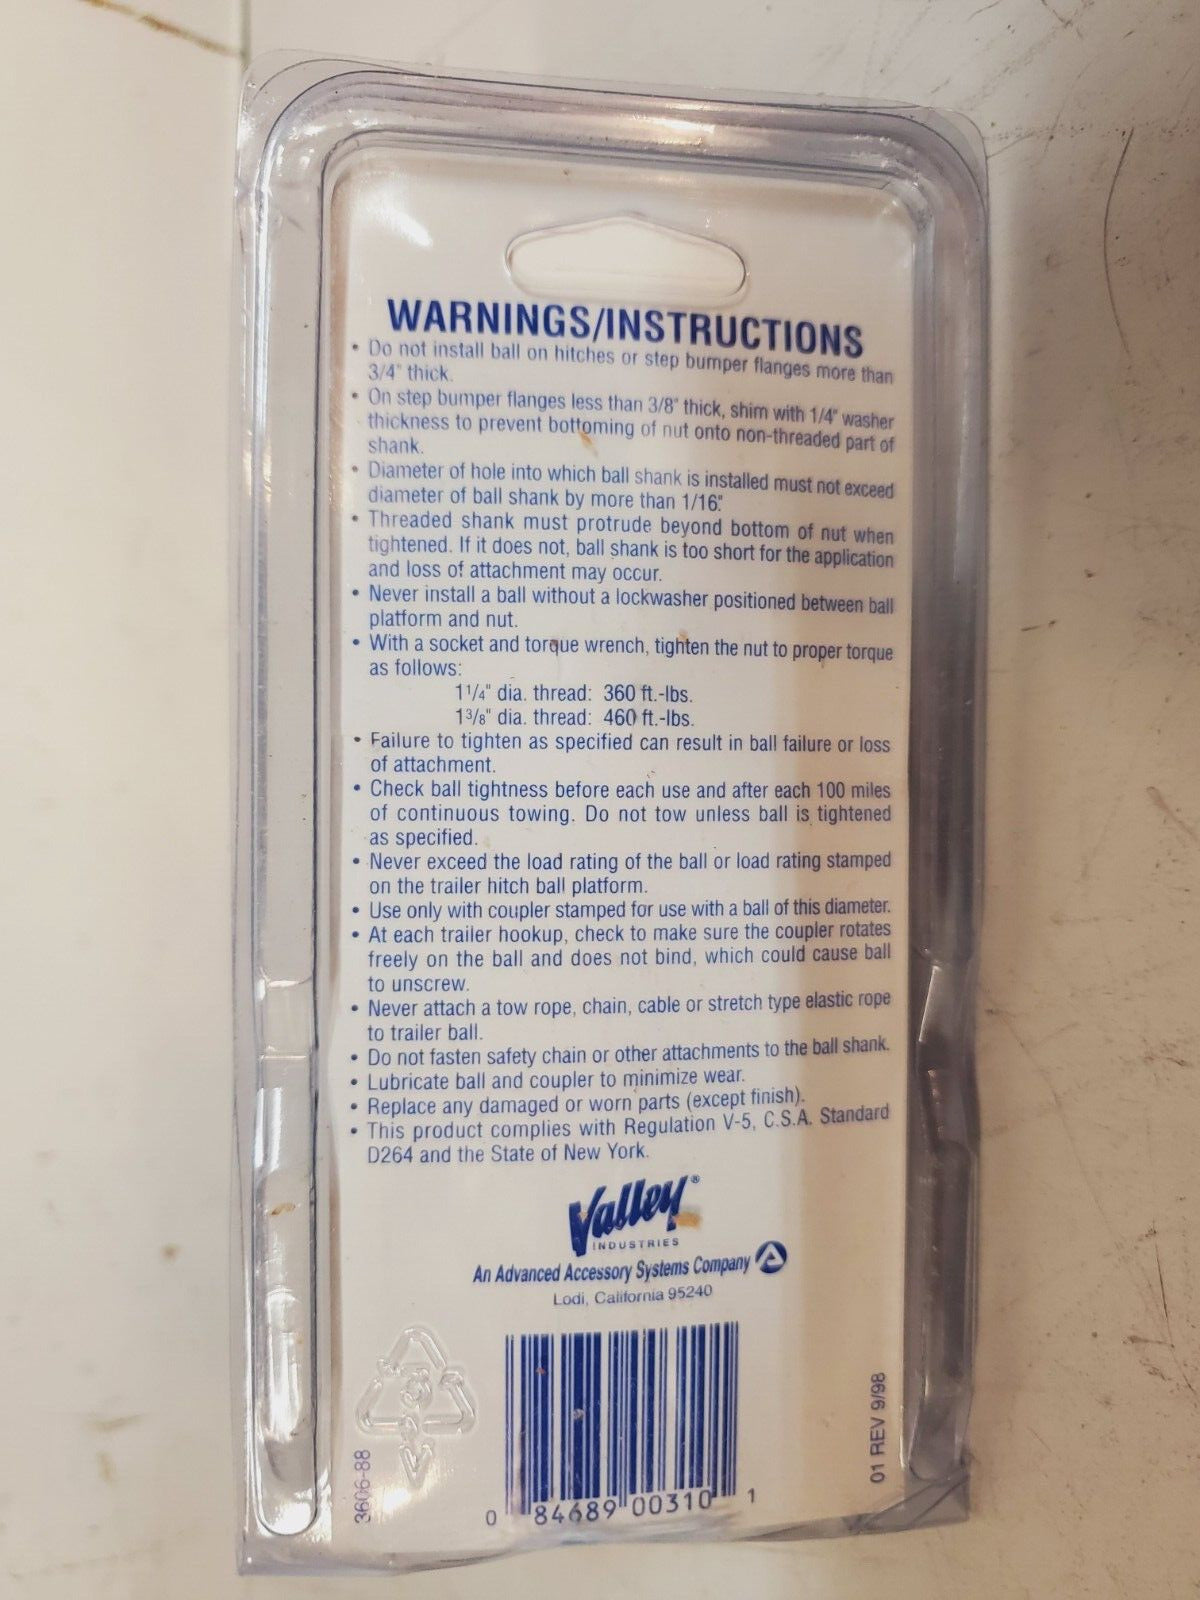 WARNINGS/INSTRUCTIONS
• Do not install ball on hitches or step bumper flanges more than
3/4" thick.
• On step bumper flanges less than 3/8" thick, shim with 1/4" washer
thickness to prevent bottoming of nut onto non-threaded part of
shank.
• Diameter of hole into which ball shank is installed must not exceed
diameter of ball shank by more than 1/16".
• Threaded shank must protrude beyond bottom of nut when
tightened. If it does not, ball shank is too short for the application
and loss of attachment may occur.
• Never install a ball without a lockwasher positioned between ball
platform and nut.
• With a socket and torque wrench, tighten the nut to proper torque
as follows:
1 1/4" dia. thread: 360 ft.-lbs.
1 3/8" dia. thread: 460 ft.-lbs.
• Failure to tighten as specified can result in ball failure or loss
of attachment.
• Check ball tightness before each use and after each 100 miles
of continuous towing. Do not tow unless ball is tightened
as specified.
• Never exceed the load rating of the ball or load rating stamped
on the trailer hitch ball platform.
• Use only with coupler stamped for use with a ball of this diameter.
• At each trailer hookup, check to make sure the coupler rotates
freely on the ball and does not bind, which could cause ball
to unscrew.
• Never attach a tow rope, chain, cable or stretch type elastic rope
to trailer ball.
• Do not fasten safety chain or other attachments to the ball shank.
• Lubricate ball and coupler to minimize wear.
• Replace any damaged or worn parts (except finish).
• This product complies with Regulation V-5, C.S.A. Standard
D264 and the State of New York.
Valley®
INDUSTRIES
An Advanced Accessory Systems Company
Lodi, California 95240
3606-88
01 REV 9/98
0 84689 00310 1